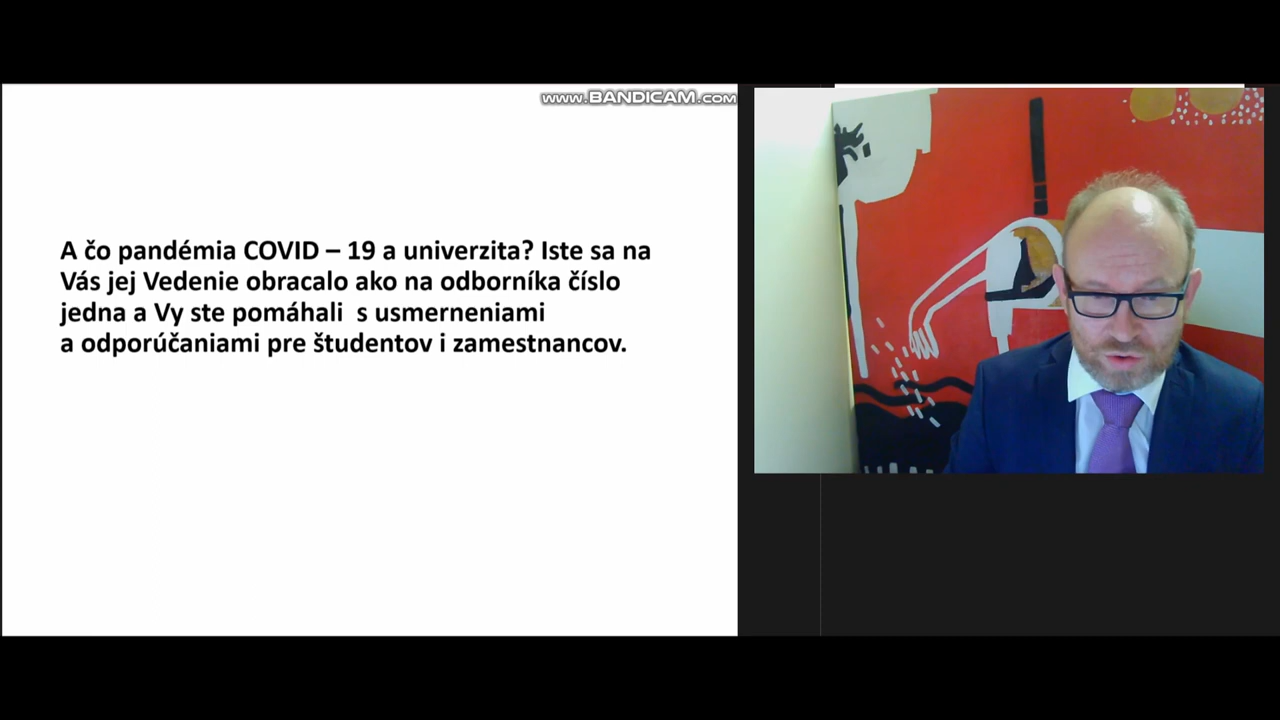 www.BANDICAM.com
A čo pandémia COVID – 19 a univerzita? Iste sa na
Vás jej Vedenie obracalo ako na odborníka číslo
jedna a Vy ste pomáhali  s usmerneniami
a odporúčaniami pre študentov i zamestnancov.